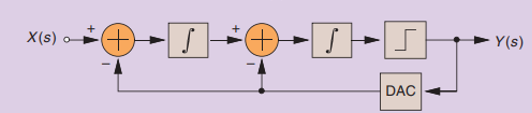 X(s) + − ∫ + − ∫ Y(s)
DAC